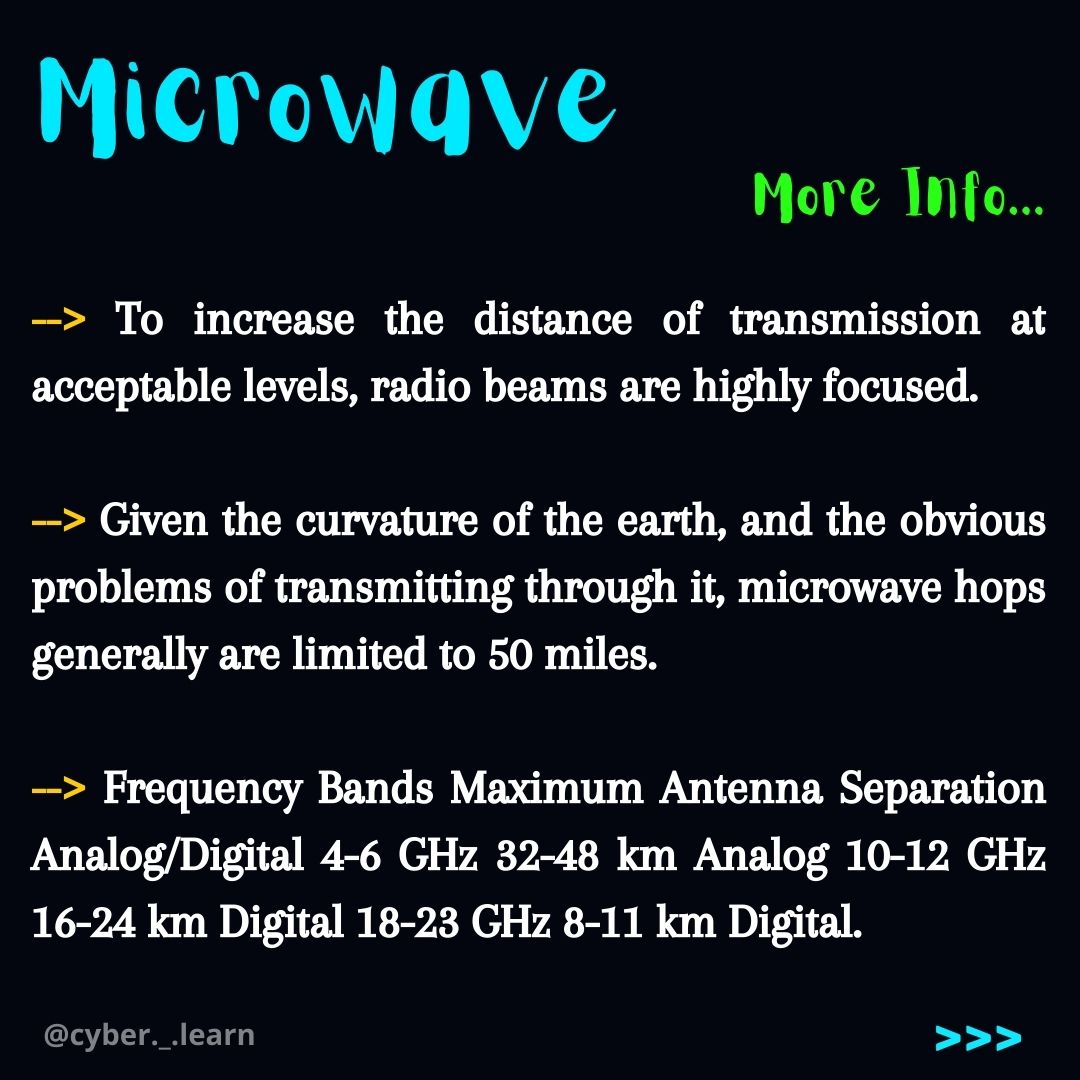 Microwave
More Info...
--> To increase the distance of transmission at
acceptable levels, radio beams are highly focused.
--> Given the curvature of the earth, and the obvious
problems of transmitting through it, microwave hops
generally are limited to 50 miles.
--> Frequency Bands Maximum Antenna Separation
Analog/Digital 4-6 GHz 32-48 km Analog 10-12 GHz
16-24 km Digital 18-23 GHz 8-11 km Digital.
@cyber._.learn
>>>